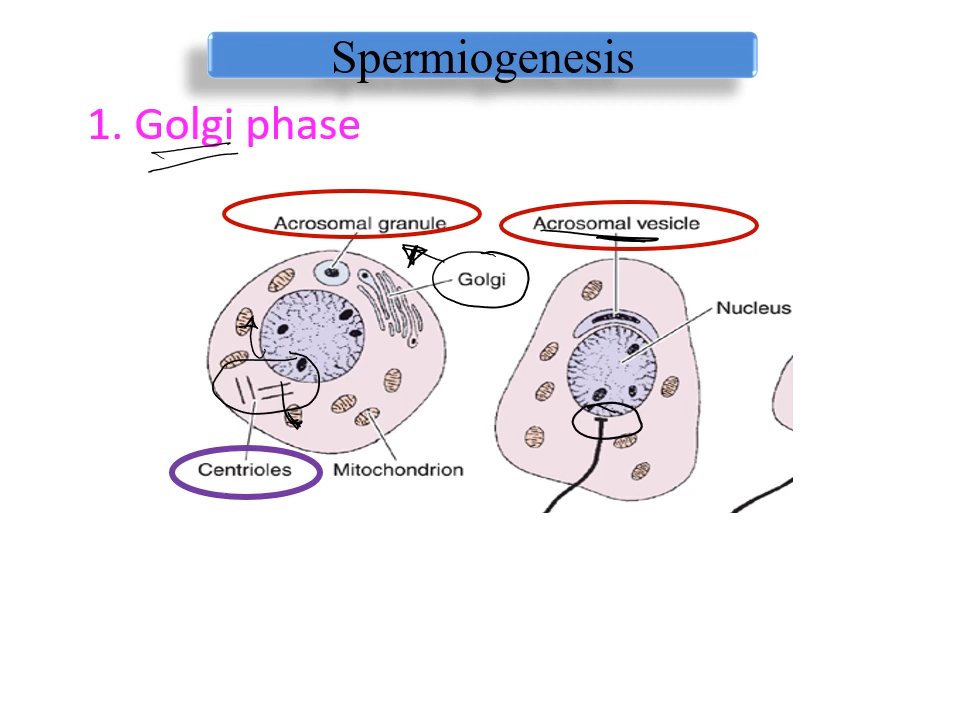 Spermiogenesis
1. Golgi phase
Acrosomal granule
Acrosomal vesicle
Golgi
Nucleus
Centrioles
Mitochondrion